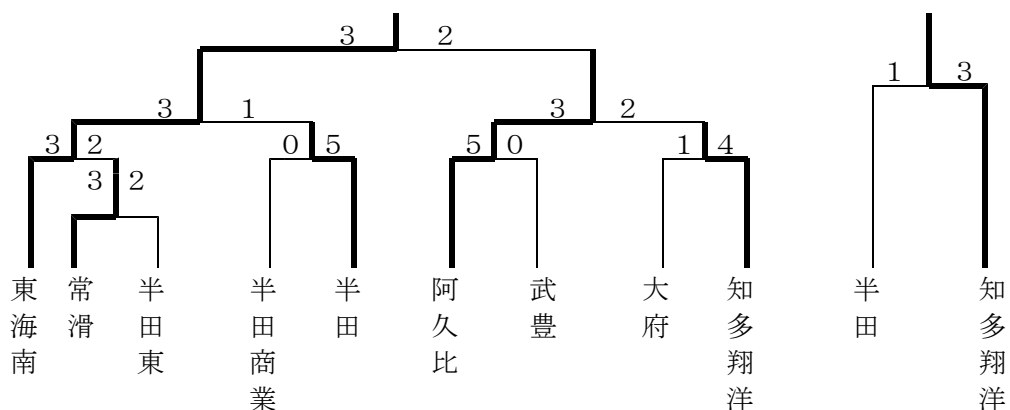 ３ ２
１ ３
３ １
３ ２
３ ２
０ ５
５ ０
１ ４
３ ２
東海南
常滑
半田東
半田商業
半田
阿久比
武豊
大府
知多翔洋
半田
知多翔洋